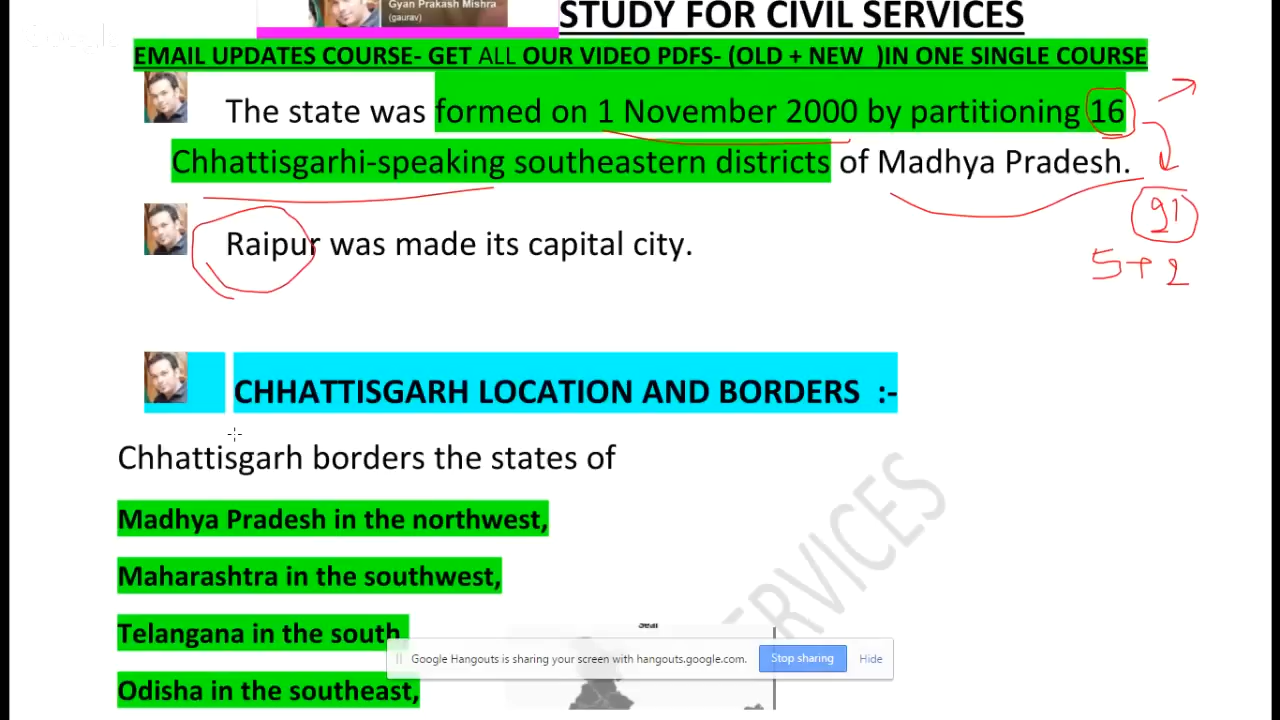 Gyan Prakash Mishra
(gaurav)
STUDY FOR CIVIL SERVICES
EMAIL UPDATES COURSE- GET ALL OUR VIDEO PDFS- (OLD + NEW )IN ONE SINGLE COURSE
The state was formed on 1 November 2000 by partitioning 16
Chhattisgarhi-speaking southeastern districts of Madhya Pradesh.
91
5+2
Raipur was made its capital city.
CHHATTISGARH LOCATION AND BORDERS :-
Chhattisgarh borders the states of
Madhya Pradesh in the northwest,
Maharashtra in the southwest,
Telangana in the south
Odisha in the southeast,
SERVICES
Seal
Google Hangouts is sharing your screen with hangouts.google.com.
Stop sharing
Hide